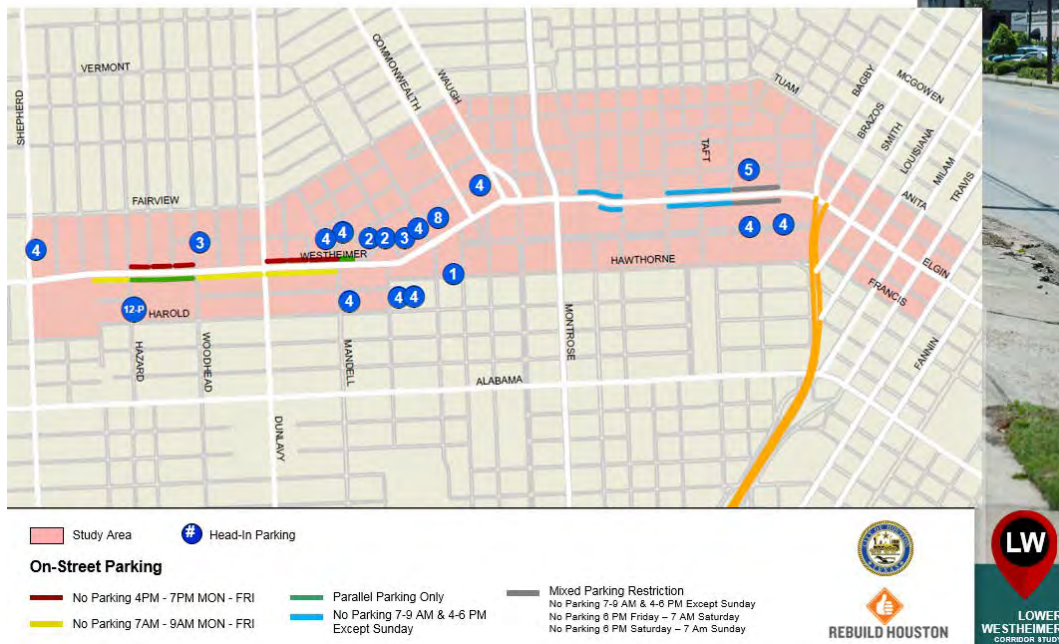 VERMONT
SHEPHERD
COMMONWEALTH
WAUGH
TUAM
BAGBY
MCGOWEN
BRAZOS
SMITH
LOUISIANA
MILAM
TRAVIS
ANITA
TAFT
FAIRVIEW
WESTHEIMER
HAWTHORNE
ELGIN
FRANCIS
FANNIN
HAROLD
HAZARD
WOODHEAD
DUNLAVY
MANDELL
MONTROSE
ALABAMA
4
3
4
4
2
2
3
4
8
4
5
4
4
1
12-P
4
4
4
Study Area
# Head-In Parking
On-Street Parking
No Parking 4PM - 7PM MON - FRI
No Parking 7AM - 9AM MON - FRI
Parallel Parking Only
No Parking 7-9 AM & 4-6 PM
Except Sunday
Mixed Parking Restriction
No Parking 7-9 AM & 4-6 PM Except Sunday
No Parking 6 PM Friday – 7 AM Saturday
No Parking 6 PM Saturday – 7 Am Sunday
REBUILD HOUSTON
LW
LOWER
WESTHEIMER
CORRIDOR STUDY